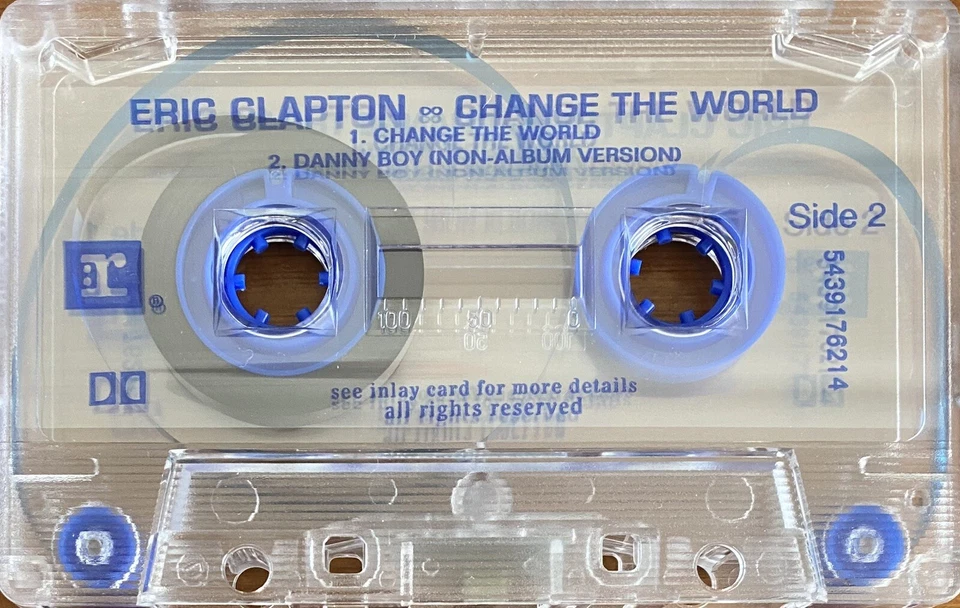 ERIC CLAPTON ∞ CHANGE THE WORLD
1. CHANGE THE WORLD
2. DANNY BOY (NON-ALBUM VERSION)
Side 2
r
®
5439176214
100 50 0
see inlay card for more details
all rights reserved